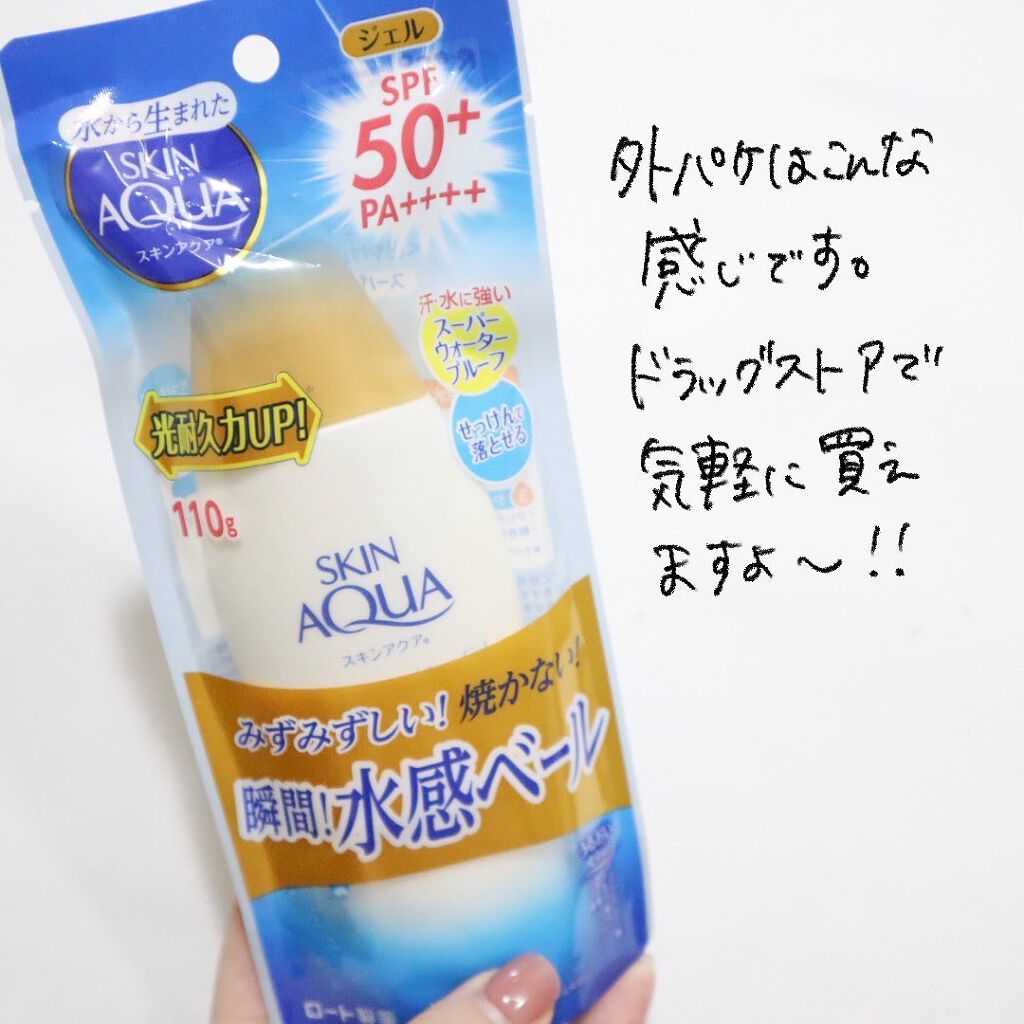 ジェル
SPF
50+
PA++++
水から生まれた
SKIN
AQUA
スキンアクア®
汗・水に強い
スーパー
ウォーター
プルーフ
せっけんで
落とせる
光耐久力UP!
110g
SKIN
AQUA
スキンアクア®
みずみずしい!焼かない!
瞬間!水感ベール
外パケはこんな
感じです。
ドラッグストアで
気軽に買え
ますよ〜!!